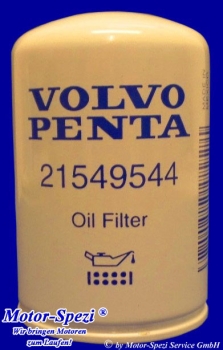 VOLVO
PENTA
21549544
Oil Filter
Motor-Spezi ®
Wir bringen Motoren
zum Laufen!
© by Motor-Spezi Service GmbH